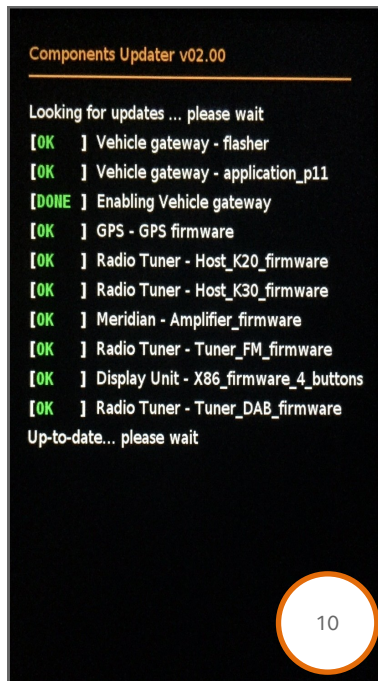 Components Updater v02.00
Looking for updates ... please wait
[OK   ] Vehicle gateway - flasher
[OK   ] Vehicle gateway - application_p11
[DONE ] Enabling Vehicle gateway
[OK   ] GPS - GPS firmware
[OK   ] Radio Tuner - Host_K20_firmware
[OK   ] Radio Tuner - Host_K30_firmware
[OK   ] Meridian - Amplifier_firmware
[OK   ] Radio Tuner - Tuner_FM_firmware
[OK   ] Display Unit - X86_firmware_4_buttons
[OK   ] Radio Tuner - Tuner_DAB_firmware
Up-to-date... please wait
10